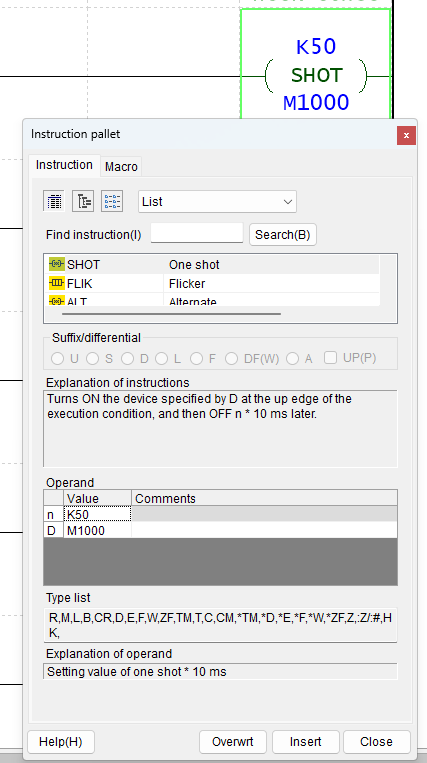 K50
SHOT
M1000
Instruction pallet
x
Instruction Macro
List
Find instruction(I) Search(B)
SHOT One shot
FLIK Flicker
ALT Alternate
Suffix/differential
U S D L F DF(W) A UP(P)
Explanation of instructions
Turns ON the device specified by D at the up edge of the
execution condition, and then OFF n * 10 ms later.
Operand
Value Comments
n K50
D M1000
Type list
R,M,L,B,CR,D,E,F,W,ZF,TM,T,C,CM,*TM,*D,*E,*F,*W,*ZF,Z,:Z/:#,H
K,
Explanation of operand
Setting value of one shot * 10 ms
Help(H) Overwrt Insert Close